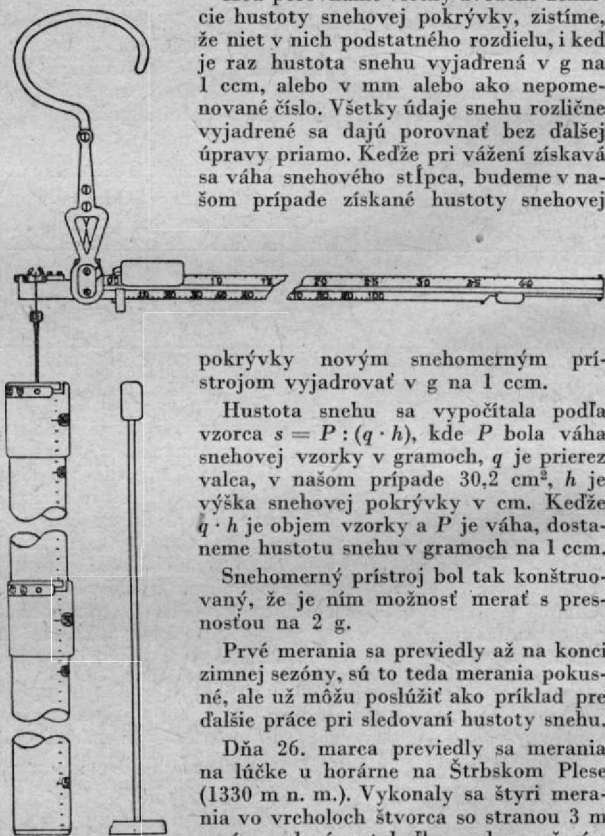 cie hustoty snehovej pokrývky, zistíme,
že niet v nich podstatného rozdielu, i keď
je raz hustota snehu vyjadrená v g na
1 ccm, alebo v mm alebo ako nepome-
nované číslo. Všetky údaje snehu rozlične
vyjadrené sa dajú porovnať bez ďalšej
úpravy priamo. Keďže pri vážení získavá
sa váha snehového stĺpca, budeme v na-
šom prípade získané hustoty snehovej
pokrývky novým snehomerným prí-
strojom vyjadrovať v g na 1 ccm.
Hustota snehu sa vypočítala podľa
vzorca s = P : (q · h), kde P bola váha
snehovej vzorky v gramoch, q je prierez
valca, v našom prípade 30,2 cm², h je
výška snehovej pokrývky v cm. Keďže
q · h je objem vzorky a P je váha, dosta-
neme hustotu snehu v gramoch na 1 ccm.
Snehomerný prístroj bol tak konštruo-
vaný, že je ním možnosť merať s pres-
nosťou na 2 g.
Prvé merania sa previedly až na konci
zimnej sezóny, sú to teda merania pokus-
né, ale už môžu poslúžiť ako príklad pre
ďalšie práce pri sledovaní hustoty snehu.
Dňa 26. marca previedly sa merania
na lúčke u horárne na Štrbskom Plese
(1330 m n. m.). Vykonaly sa štyri mera-
nia vo vrcholoch štvorca so stranou 3 m